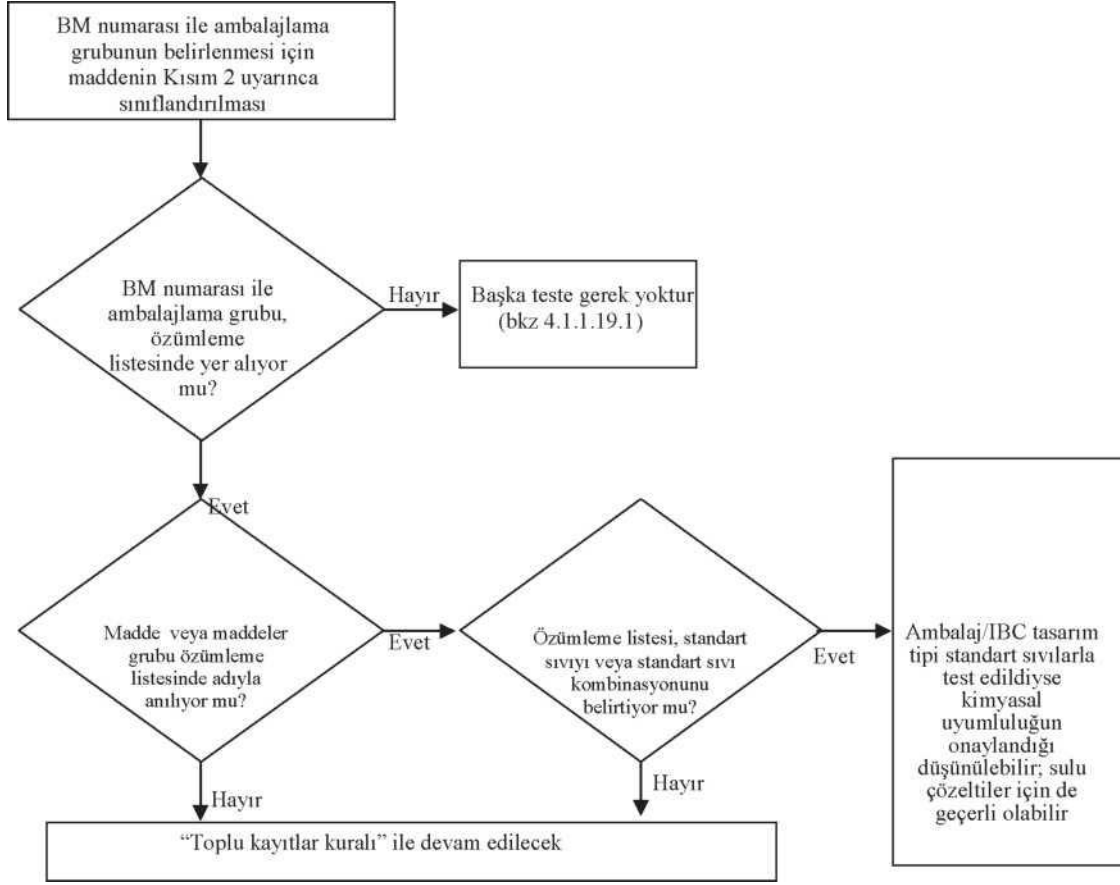 BM numarası ile ambalajlama
grubunun belirlenmesi için
maddenin Kısım 2 uyarınca
sınıflandırılması
BM numarası ile
ambalajlama grubu,
özümleme
listesinde yer alıyor
mu?
Hayır
Başka teste gerek yoktur
(bkz 4.1.1.19.1)
Evet
Madde veya maddeler
grubu özümleme
listesinde adıyla
anılıyor mu?
Evet
Özümleme listesi, standart
sıvıyı veya standart sıvı
kombinasyonunu
belirtiyor mu?
Evet
Ambalaj/IBC tasarım
tipi standart sıvılarla
test edildiyse
kimyasal
uyumluluğun
onaylandığı
düşünülebilir; sulu
çözeltiler için de
geçerli olabilir
Hayır
Hayır
“Toplu kayıtlar kuralı” ile devam edilecek